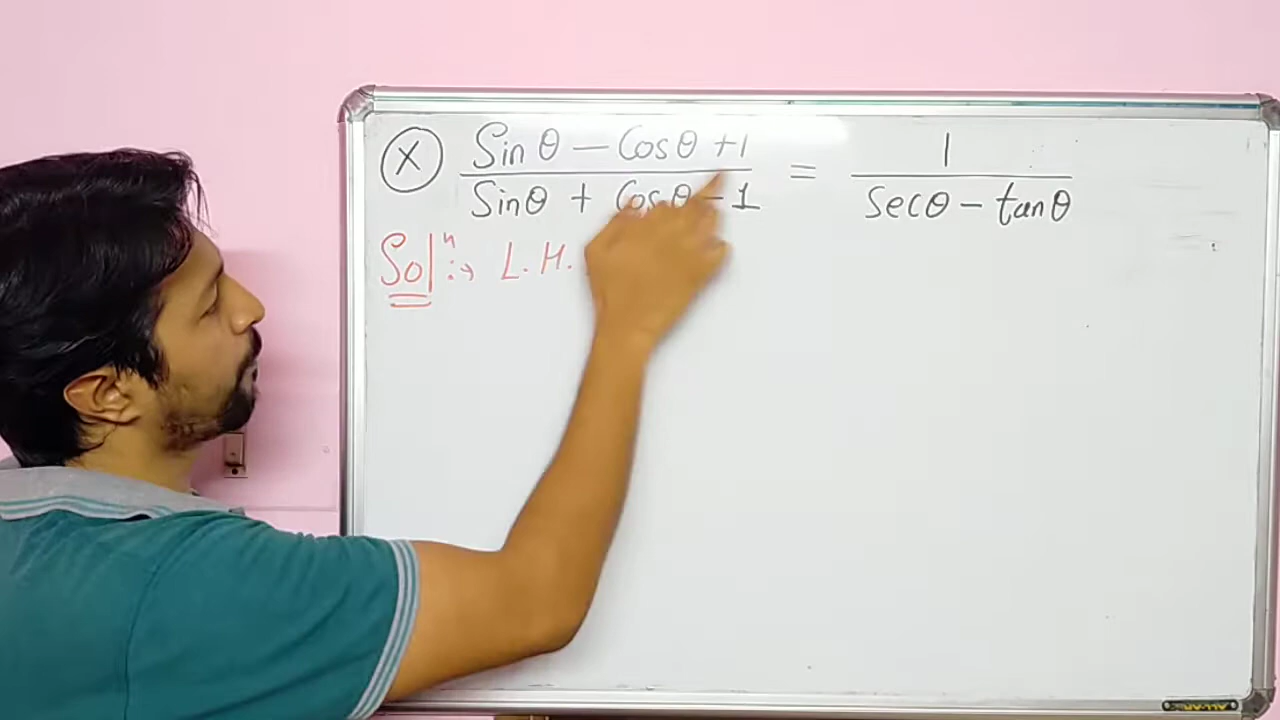 (X) Sinθ − Cosθ +1 / Sinθ + Cosθ − 1 = 1 / Secθ − tanθ
Solⁿ :→ L.H.